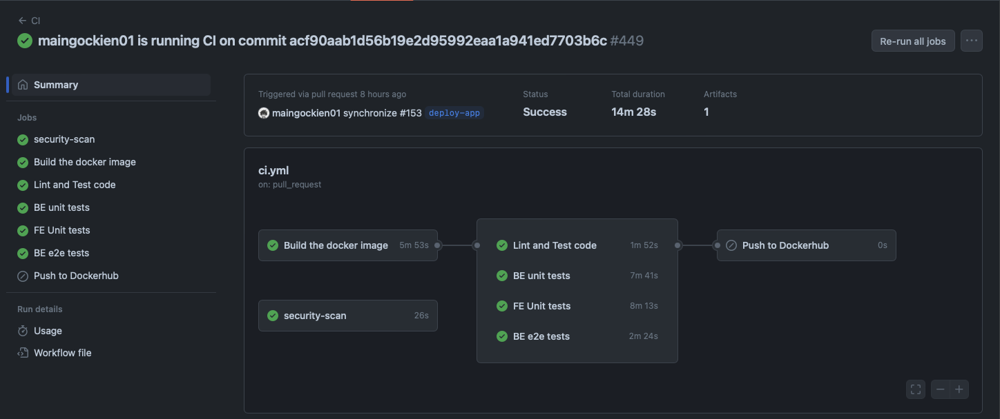 CI
maingockien01 is running CI on commit acf90aab1d56b19e2d95992eaa1a941ed7703b6c #449
Re-run all jobs
Summary
Jobs
security-scan
Build the docker image
Lint and Test code
BE unit tests
FE Unit tests
BE e2e tests
Push to Dockerhub
Run details
Usage
Workflow file
Triggered via pull request 8 hours ago
maingockien01 synchronize #153 deploy-app
Status
Success
Total duration
14m 28s
Artifacts
1
ci.yml
on: pull_request
Build the docker image 5m 53s
security-scan 26s
Lint and Test code 1m 52s
BE unit tests 7m 41s
FE Unit tests 8m 13s
BE e2e tests 2m 24s
Push to Dockerhub 0s